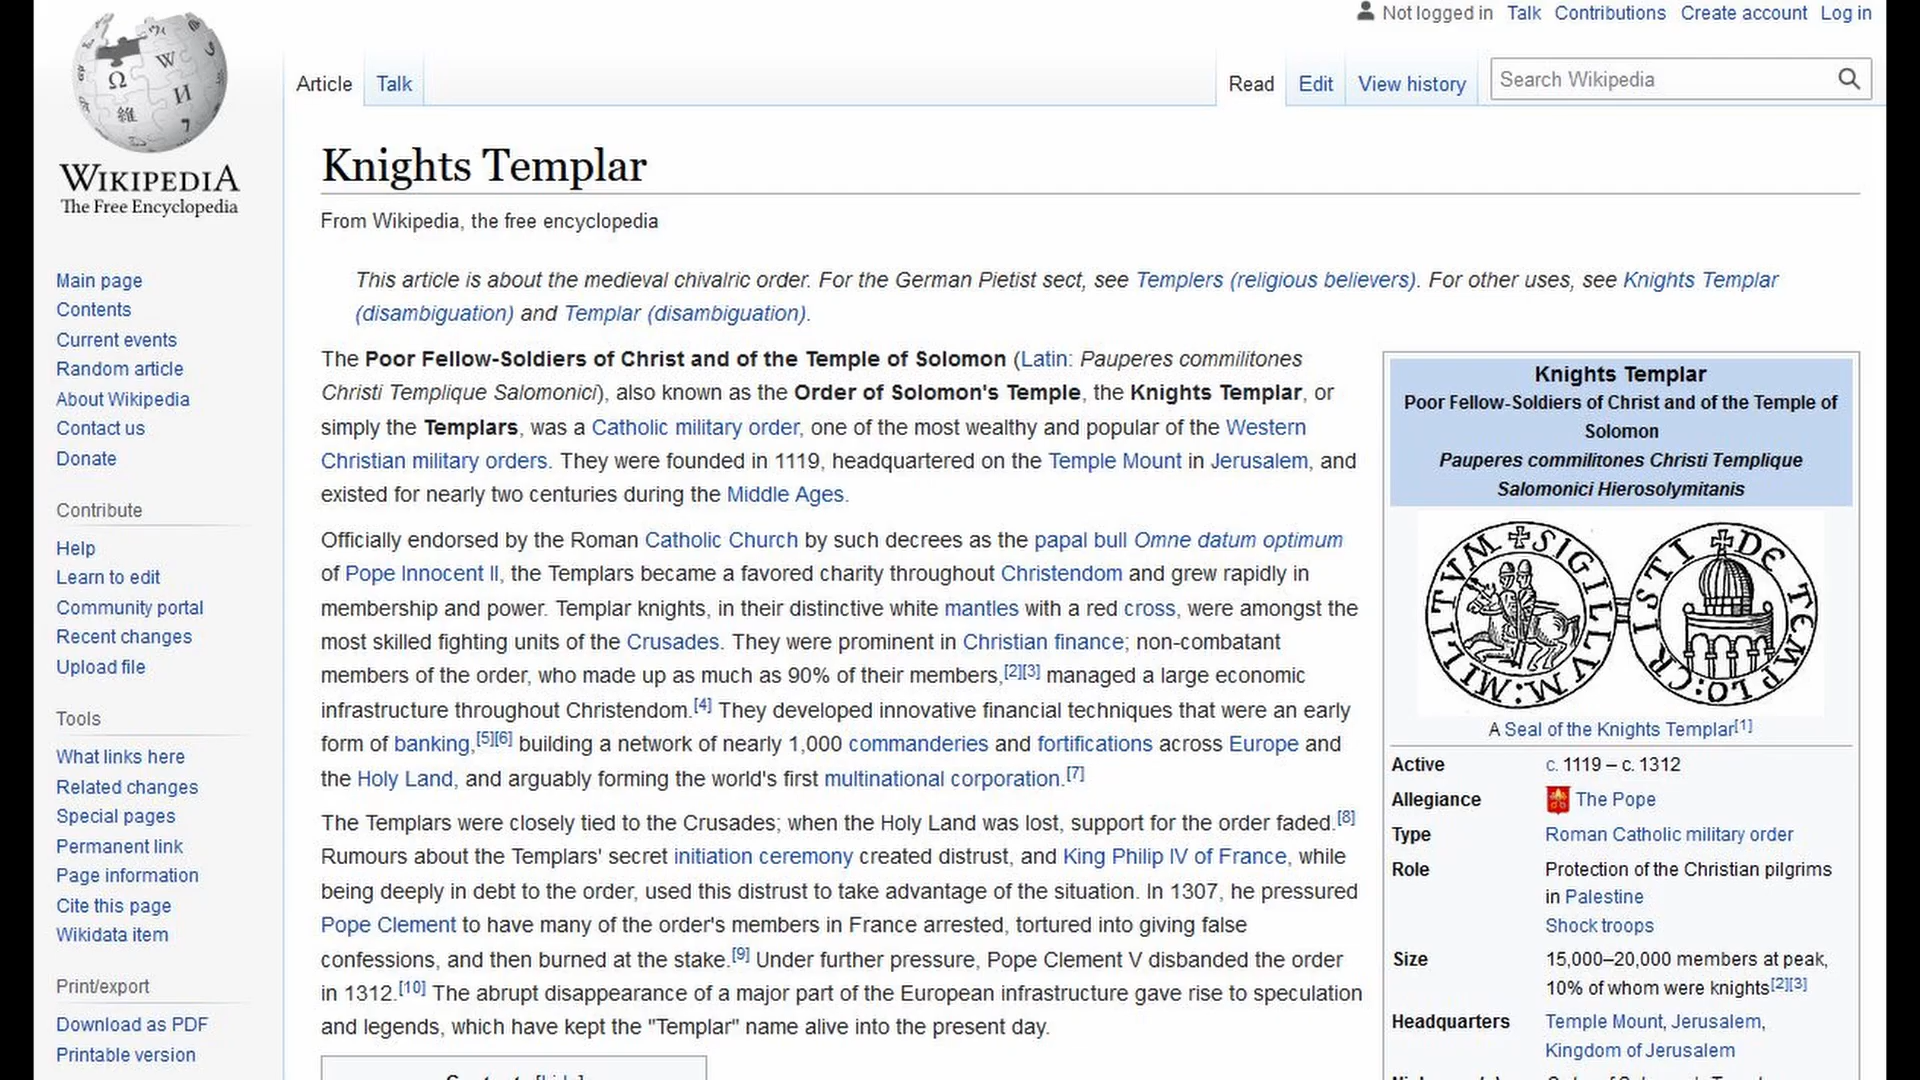 Not logged in Talk Contributions Create account Log in
Article Talk Read Edit View history Search Wikipedia
WIKIPEDIA
The Free Encyclopedia
Main page
Contents
Current events
Random article
About Wikipedia
Contact us
Donate
Contribute
Help
Learn to edit
Community portal
Recent changes
Upload file
Tools
What links here
Related changes
Special pages
Permanent link
Page information
Cite this page
Wikidata item
Print/export
Download as PDF
Printable version
Knights Templar
From Wikipedia, the free encyclopedia
This article is about the medieval chivalric order. For the German Pietist sect, see Templers (religious believers). For other uses, see Knights Templar
(disambiguation) and Templar (disambiguation).
The Poor Fellow-Soldiers of Christ and of the Temple of Solomon (Latin: Pauperes commilitones
Christi Templique Salomonici), also known as the Order of Solomon's Temple, the Knights Templar, or
simply the Templars, was a Catholic military order, one of the most wealthy and popular of the Western
Christian military orders. They were founded in 1119, headquartered on the Temple Mount in Jerusalem, and
existed for nearly two centuries during the Middle Ages.
Officially endorsed by the Roman Catholic Church by such decrees as the papal bull Omne datum optimum
of Pope Innocent II, the Templars became a favored charity throughout Christendom and grew rapidly in
membership and power. Templar knights, in their distinctive white mantles with a red cross, were amongst the
most skilled fighting units of the Crusades. They were prominent in Christian finance; non-combatant
members of the order, who made up as much as 90% of their members,[2][3] managed a large economic
infrastructure throughout Christendom.[4] They developed innovative financial techniques that were an early
form of banking,[5][6] building a network of nearly 1,000 commanderies and fortifications across Europe and
the Holy Land, and arguably forming the world's first multinational corporation.[7]
The Templars were closely tied to the Crusades; when the Holy Land was lost, support for the order faded.[8]
Rumours about the Templars' secret initiation ceremony created distrust, and King Philip IV of France, while
being deeply in debt to the order, used this distrust to take advantage of the situation. In 1307, he pressured
Pope Clement to have many of the order's members in France arrested, tortured into giving false
confessions, and then burned at the stake.[9] Under further pressure, Pope Clement V disbanded the order
in 1312.[10] The abrupt disappearance of a major part of the European infrastructure gave rise to speculation
and legends, which have kept the "Templar" name alive into the present day.
Knights Templar
Poor Fellow-Soldiers of Christ and of the Temple of
Solomon
Pauperes commilitones Christi Templique
Salomonici Hierosolymitanis
SIGILLVM:MILITVM
DE TEMPLO:CRISTI
A Seal of the Knights Templar[1]
Active c. 1119 – c. 1312
Allegiance The Pope
Type Roman Catholic military order
Role Protection of the Christian pilgrims
in Palestine
Shock troops
Size 15,000–20,000 members at peak,
10% of whom were knights[2][3]
Headquarters Temple Mount, Jerusalem,
Kingdom of Jerusalem